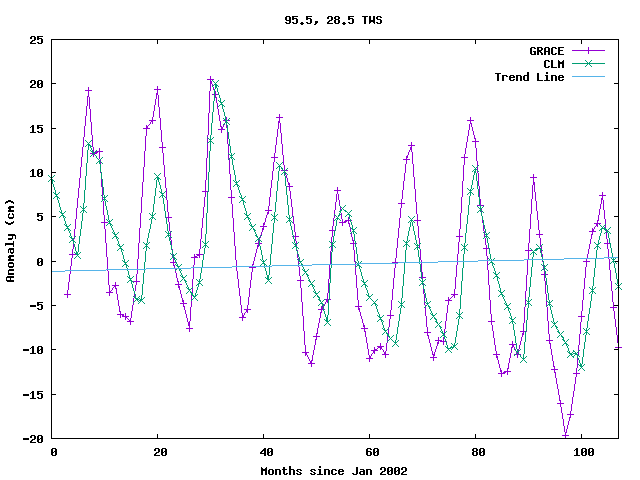 95.5, 28.5 TWS
GRACE
CLM
Trend Line
25
20
15
10
5
0
-5
-10
-15
-20
Anomaly (cm)
0 20 40 60 80 100
Months since Jan 2002